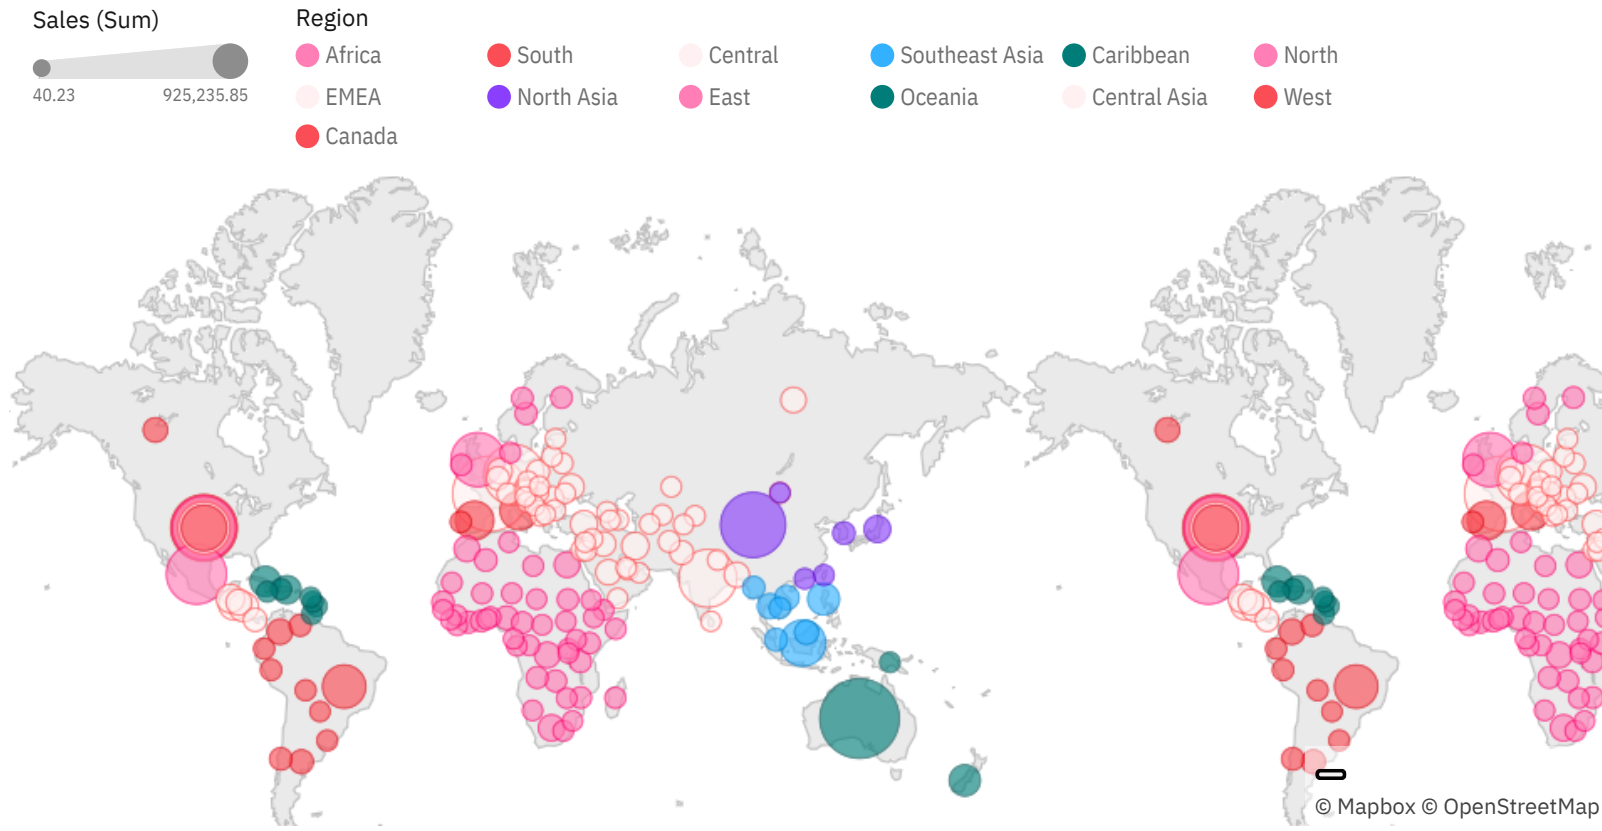 Sales (Sum)
40.23 925,235.85
Region
Africa South Central Southeast Asia Caribbean North
EMEA North Asia East Oceania Central Asia West
Canada
© Mapbox © OpenStreetMap